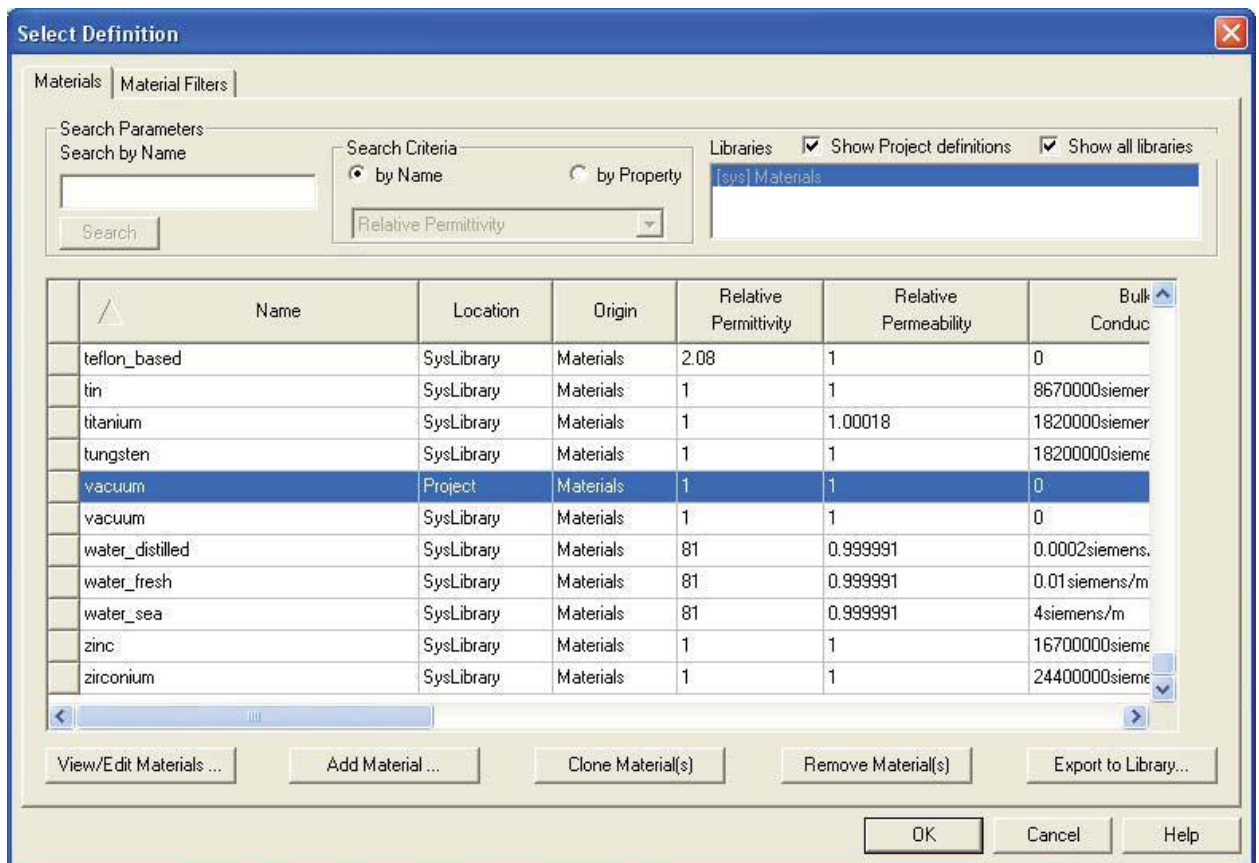 Select Definition
Materials Material Filters
Search Parameters
Search by Name
Search Criteria
Libraries Show Project definitions Show all libraries
by Name by Property
[sys] Materials
Search
Relative Permittivity
Name Location Origin Relative Permittivity Relative Permeability Bulk Conduc
teflon_based SysLibrary Materials 2.08 1 0
tin SysLibrary Materials 1 1 8670000siemen
titanium SysLibrary Materials 1 1.00018 1820000siemen
tungsten SysLibrary Materials 1 1 18200000sieme
vacuum Project Materials 1 1 0
vacuum SysLibrary Materials 1 1 0
water_distilled SysLibrary Materials 81 0.999991 0.0002siemens/
water_fresh SysLibrary Materials 81 0.999991 0.01siemens/m
water_sea SysLibrary Materials 81 0.999991 4siemens/m
zinc SysLibrary Materials 1 1 16700000sieme
zirconium SysLibrary Materials 1 1 24400000sieme
View/Edit Materials ... Add Material ... Clone Material(s) Remove Material(s) Export to Library...
OK Cancel Help